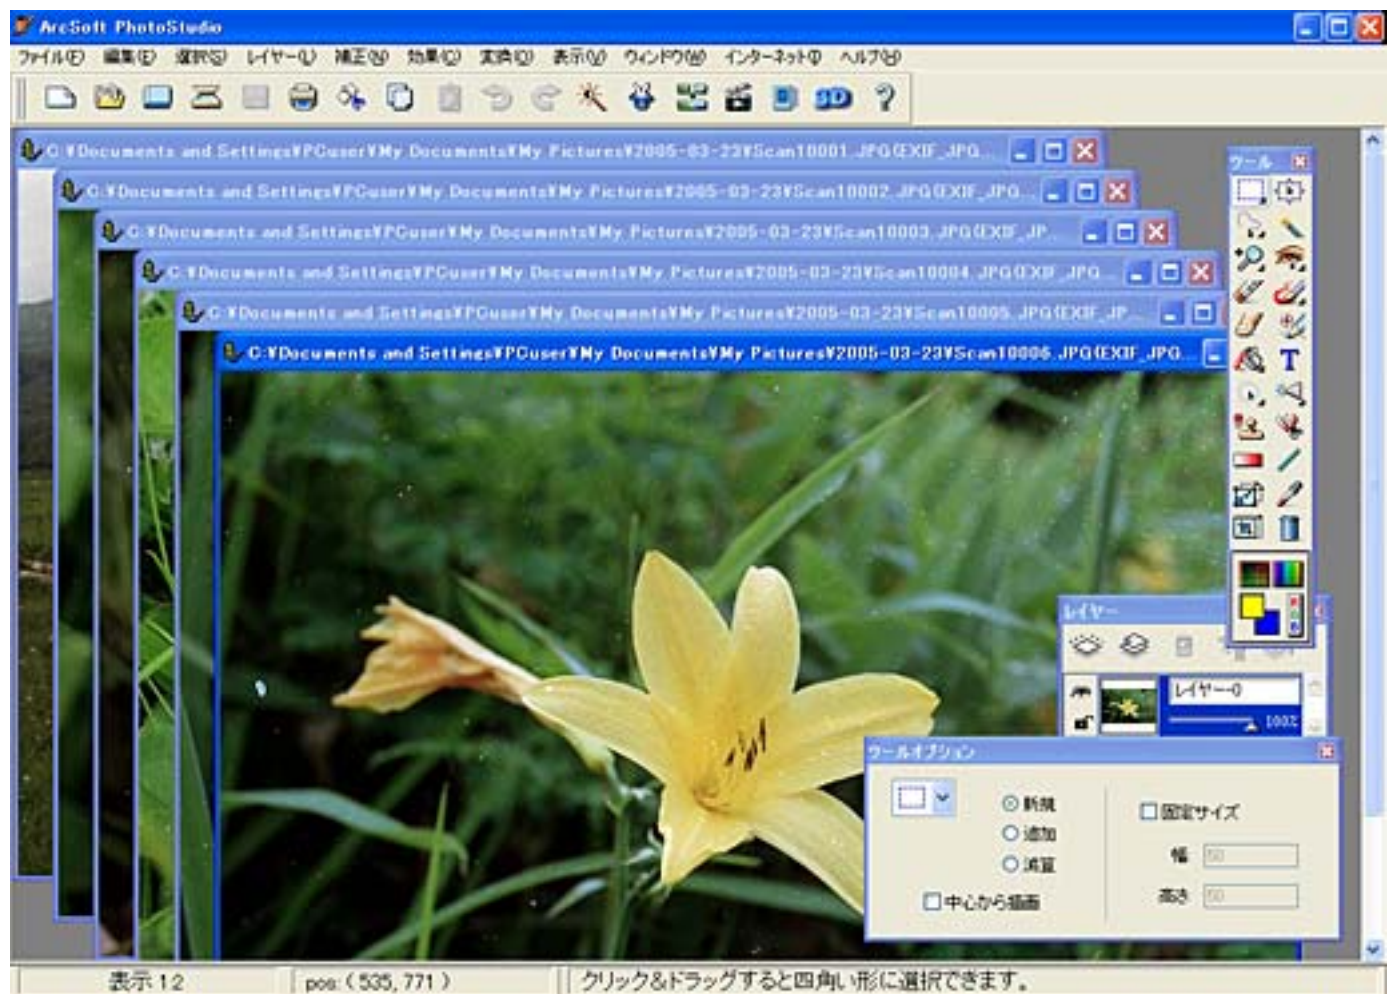 ArcSoft PhotoStudio
ファイル(F) 編集(E) 選択(S) レイヤー(L) 補正(N) 効果(C) 変換(O) 表示(V) ウィンドウ(W) インターネット(I) ヘルプ(H)
3D ?
C:¥Documents and Settings¥PCuser¥My Documents¥My Pictures¥2005-03-23¥Scan10001.JPG(EXIF_JPG...
C:¥Documents and Settings¥PCuser¥My Documents¥My Pictures¥2005-03-23¥Scan10002.JPG(EXIF_JPG...
C:¥Documents and Settings¥PCuser¥My Documents¥My Pictures¥2005-03-23¥Scan10003.JPG(EXIF_JP...
C:¥Documents and Settings¥PCuser¥My Documents¥My Pictures¥2005-03-23¥Scan10004.JPG(EXIF_JPG...
C:¥Documents and Settings¥PCuser¥My Documents¥My Pictures¥2005-03-23¥Scan10005.JPG(EXIF_JP...
C:¥Documents and Settings¥PCuser¥My Documents¥My Pictures¥2005-03-23¥Scan10006.JPG(EXIF_JPG...
ツール
T
レイヤー
レイヤー0
100%
ツールオプション
新規
追加
減算
中心から描画
固定サイズ
幅 50
高さ 50
表示 1:2
pos: ( 535, 771 )
クリック&ドラッグすると四角い形に選択できます。